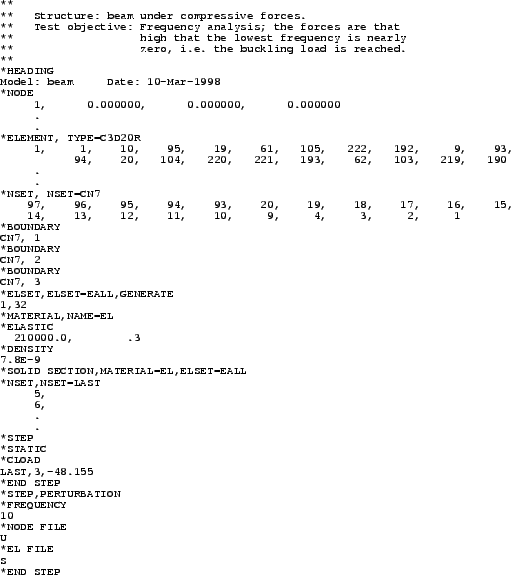 **
**   Structure: beam under compressive forces.
**   Test objective: Frequency analysis; the forces are that
**                   high that the lowest frequency is nearly
**                   zero, i.e. the buckling load is reached.
**
*HEADING
Model: beam     Date: 10-Mar-1998
*NODE
     1,      0.000000,      0.000000,      0.000000
     .
     .
*ELEMENT, TYPE=C3D20R
     1,     1,    10,    95,    19,    61,   105,   222,   192,     9,    93,
           94,    20,   104,   220,   221,   193,    62,   103,   219,   190
     .
     .
*NSET, NSET=CN7
    97,    96,    95,    94,    93,    20,    19,    18,    17,    16,    15,
    14,    13,    12,    11,    10,     9,     4,     3,     2,     1
*BOUNDARY
CN7, 1
*BOUNDARY
CN7, 2
*BOUNDARY
CN7, 3
*ELSET,ELSET=EALL,GENERATE
1,32
*MATERIAL,NAME=EL
*ELASTIC
  210000.0,        .3
*DENSITY
7.8E-9
*SOLID SECTION,MATERIAL=EL,ELSET=EALL
*NSET,NSET=LAST
     5,
     6,
     .
     .
*STEP
*STATIC
*CLOAD
LAST,3,-48.155
*END STEP
*STEP,PERTURBATION
*FREQUENCY
10
*NODE FILE
U
*EL FILE
S
*END STEP